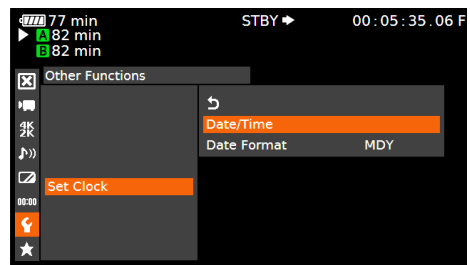 77 min STBY 00:05:35.06 F
A 82 min
B 82 min
Other Functions
4K
2K
Date/Time
Date Format MDY
Set Clock
00:00